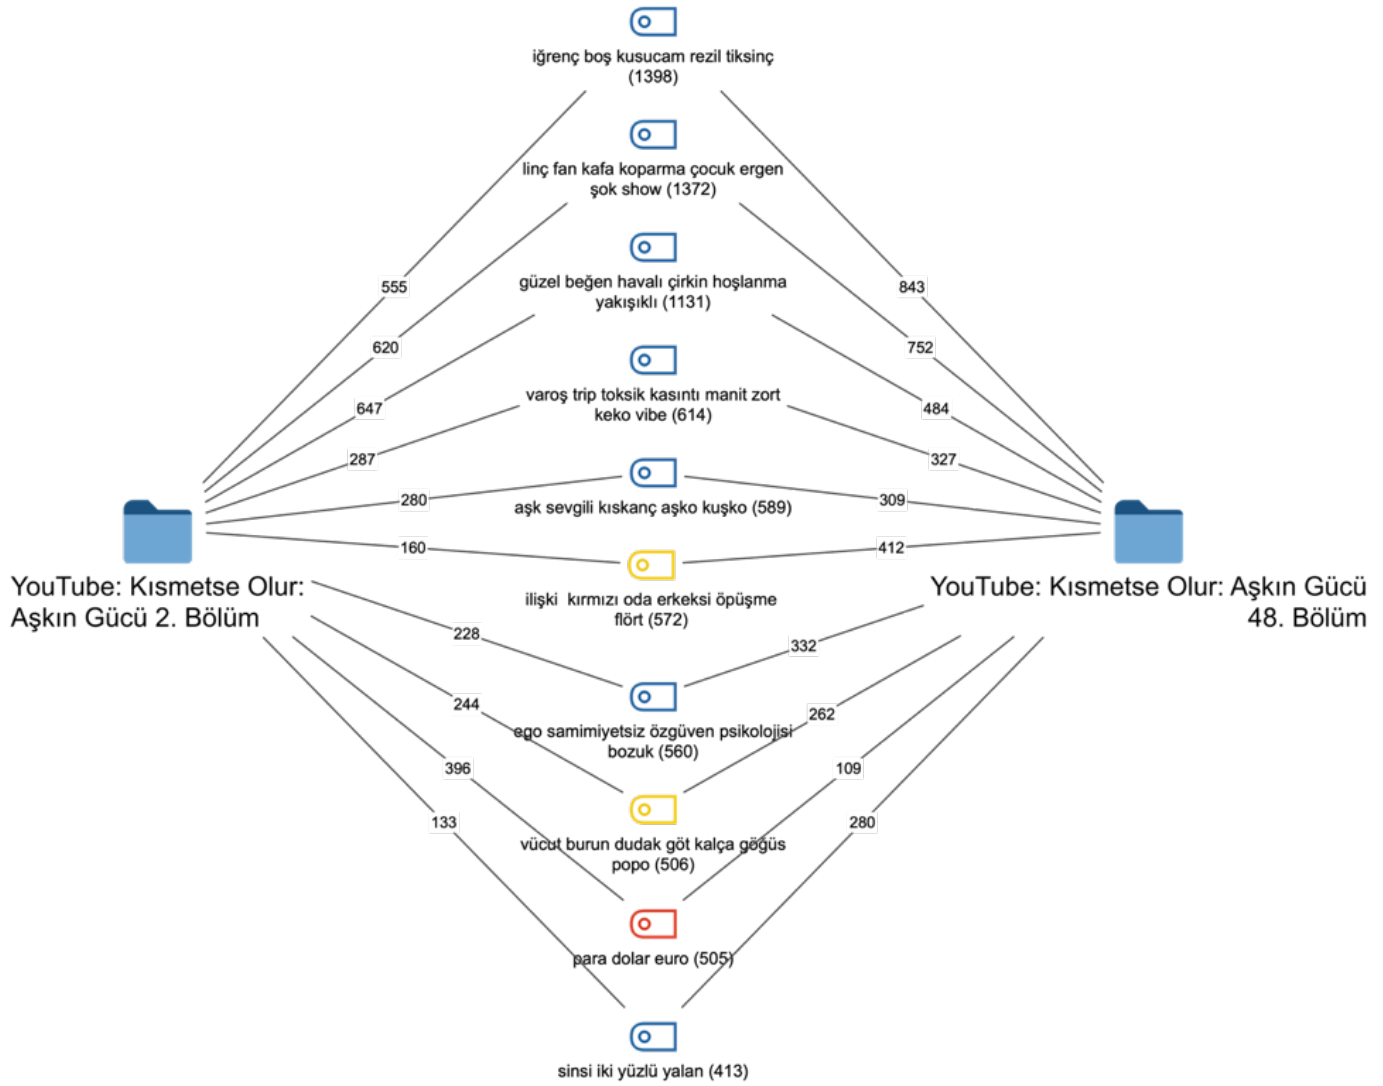 iğrenç boş kusucam rezil tiksinç
(1398)
linç fan kafa koparma çocuk ergen
şok show (1372)
güzel beğen havalı çirkin hoşlanma
yakışıklı (1131)
555
843
620
752
varoş trip toksik kasıntı manit zort
keko vibe (614)
647
484
287
327
aşk sevgili kıskanç aşko kuşko (589)
280
309
160
412
YouTube: Kısmetse Olur:
Aşkın Gücü 2. Bölüm
YouTube: Kısmetse Olur: Aşkın Gücü
48. Bölüm
ilişki  kırmızı oda erkeksi öpüşme
flört (572)
228
332
ego samimiyetsiz özgüven psikolojisi
bozuk (560)
244
262
396
109
vücut burun dudak göt kalça göğüs
popo (506)
133
280
para dolar euro (505)
sinsi iki yüzlü yalan (413)